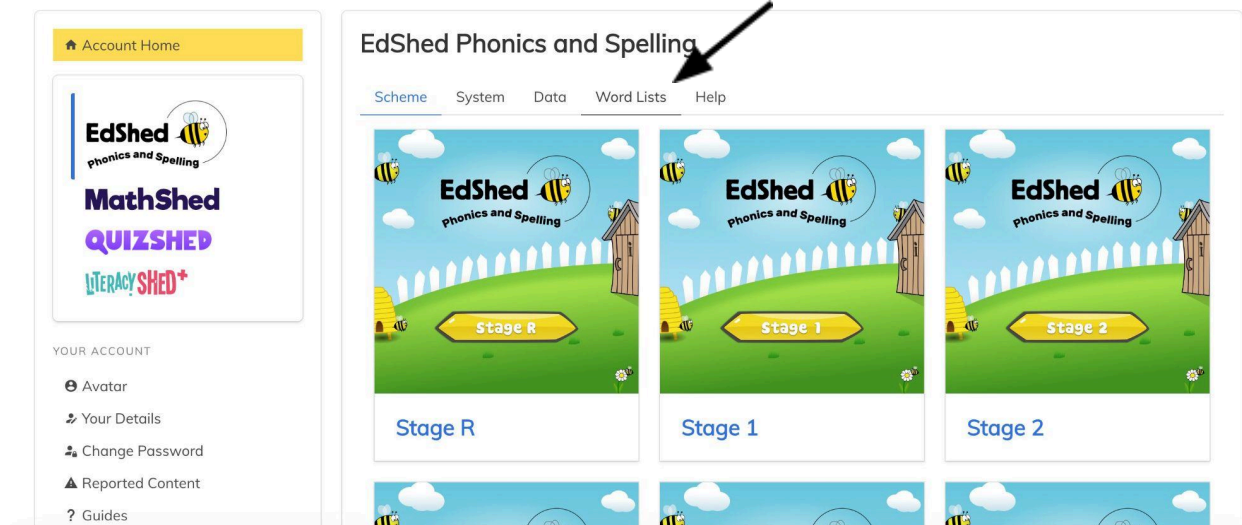 Account Home
EdShed
Phonics and Spelling
MathShed
QUIZSHED
LITERACY SHED+
YOUR ACCOUNT
Avatar
Your Details
Change Password
Reported Content
? Guides
EdShed Phonics and Spelling
Scheme System Data Word Lists Help
EdShed
Phonics and Spelling
Stage R
Stage R
EdShed
Phonics and Spelling
Stage 1
Stage 1
EdShed
Phonics and Spelling
Stage 2
Stage 2